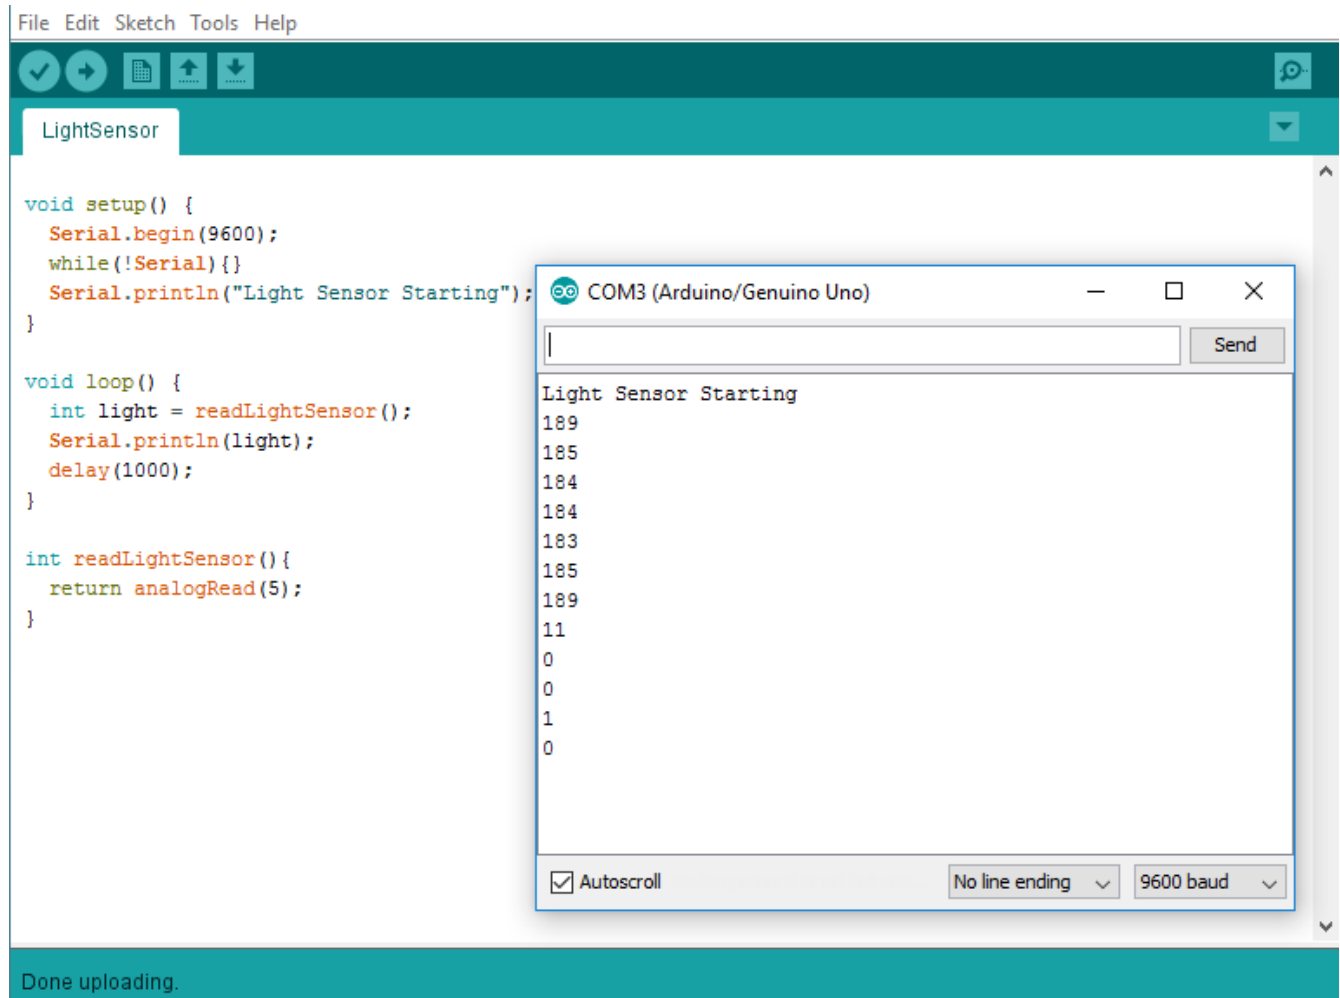 File Edit Sketch Tools Help
LightSensor
void setup() {
  Serial.begin(9600);
  while(!Serial){}
  Serial.println("Light Sensor Starting");
}
void loop() {
  int light = readLightSensor();
  Serial.println(light);
  delay(1000);
}
int readLightSensor(){
  return analogRead(5);
}
COM3 (Arduino/Genuino Uno)
Send
Light Sensor Starting
189
185
184
184
183
185
189
11
0
0
1
0
Autoscroll
No line ending
9600 baud
Done uploading.